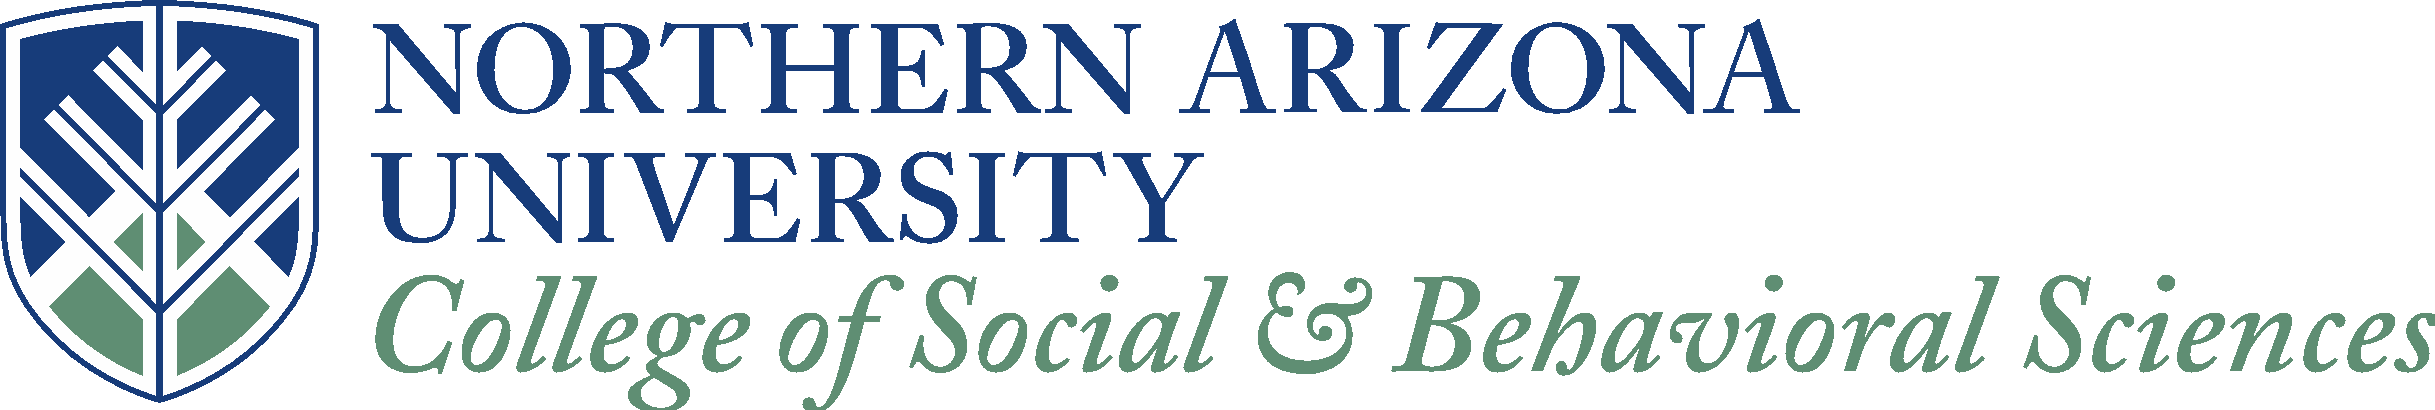 NORTHERN ARIZONA
UNIVERSITY
College of Social & Behavioral Sciences